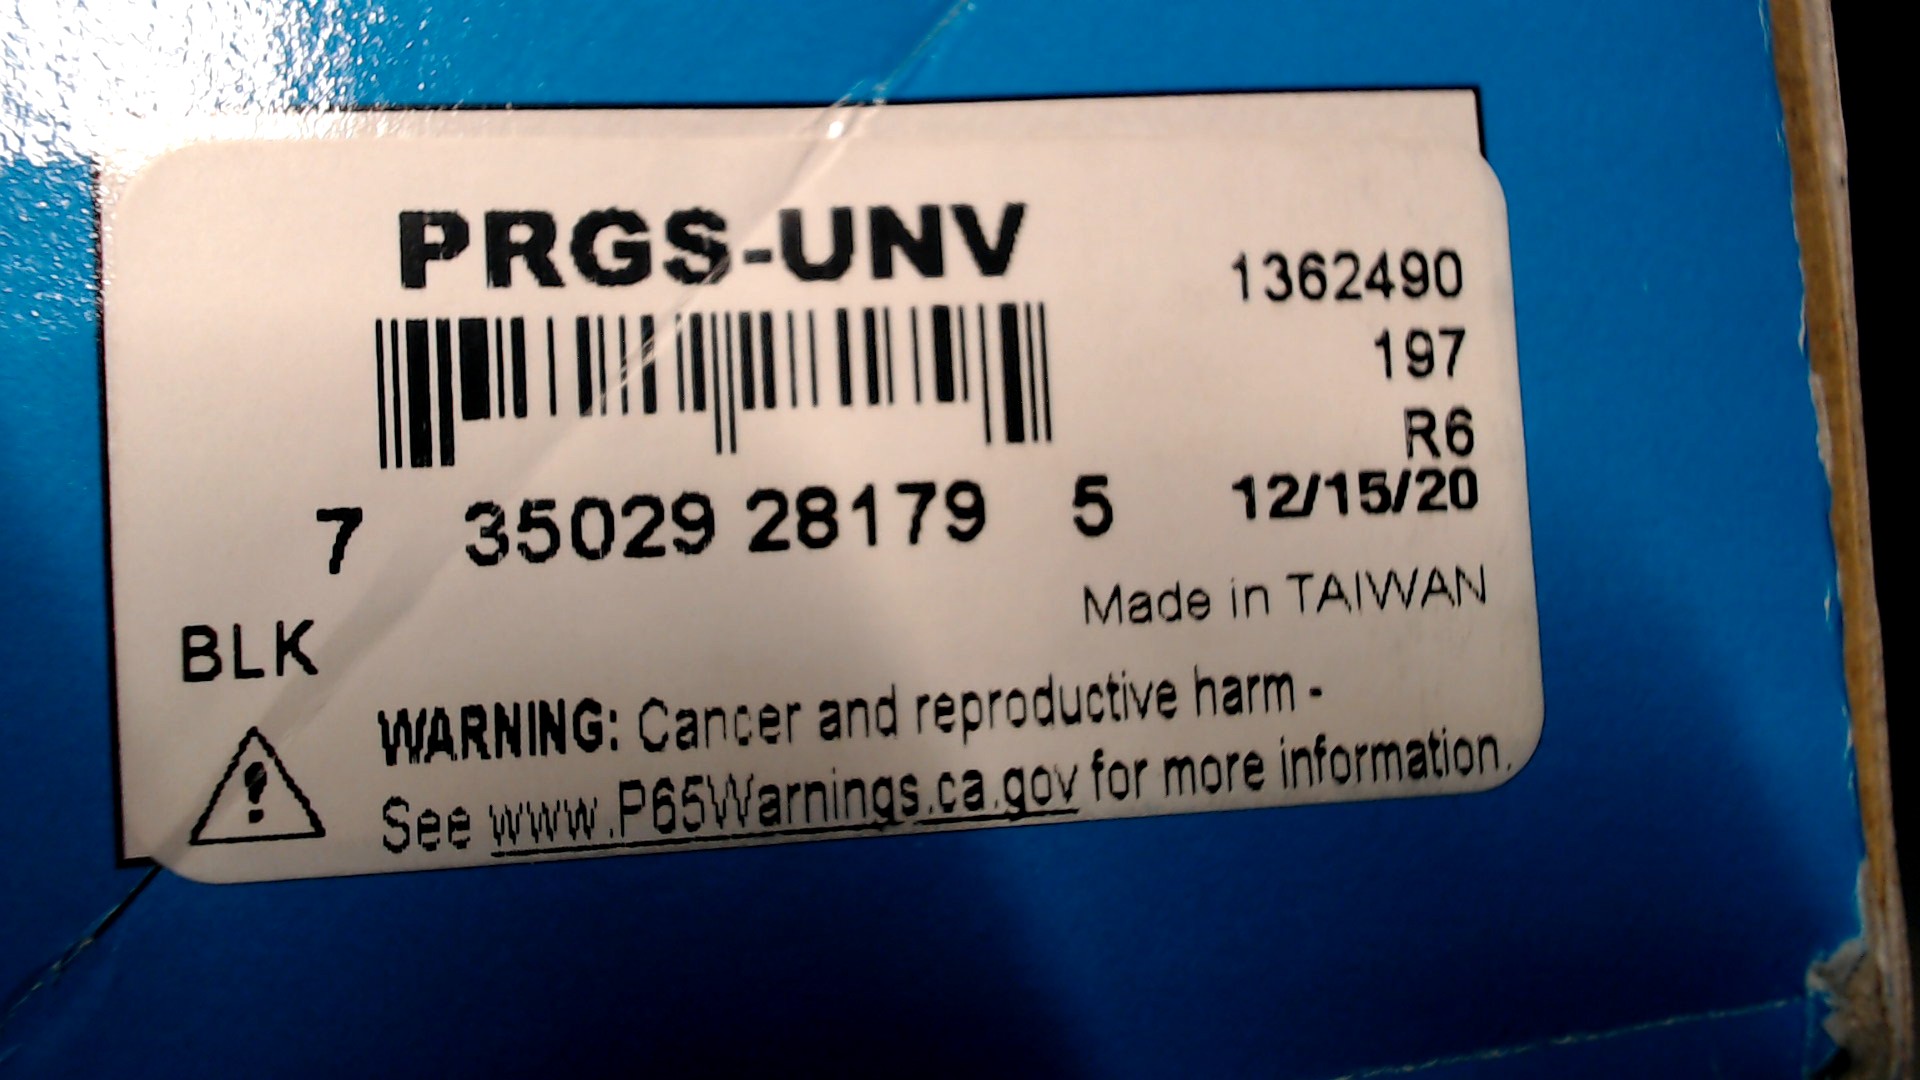 PRGS-UNV
1362490
197
R6
7 35029 28179 5
12/15/20
Made in TAIWAN
BLK
WARNING: Cancer and reproductive harm -
See www.P65Warnings.ca.gov for more information.